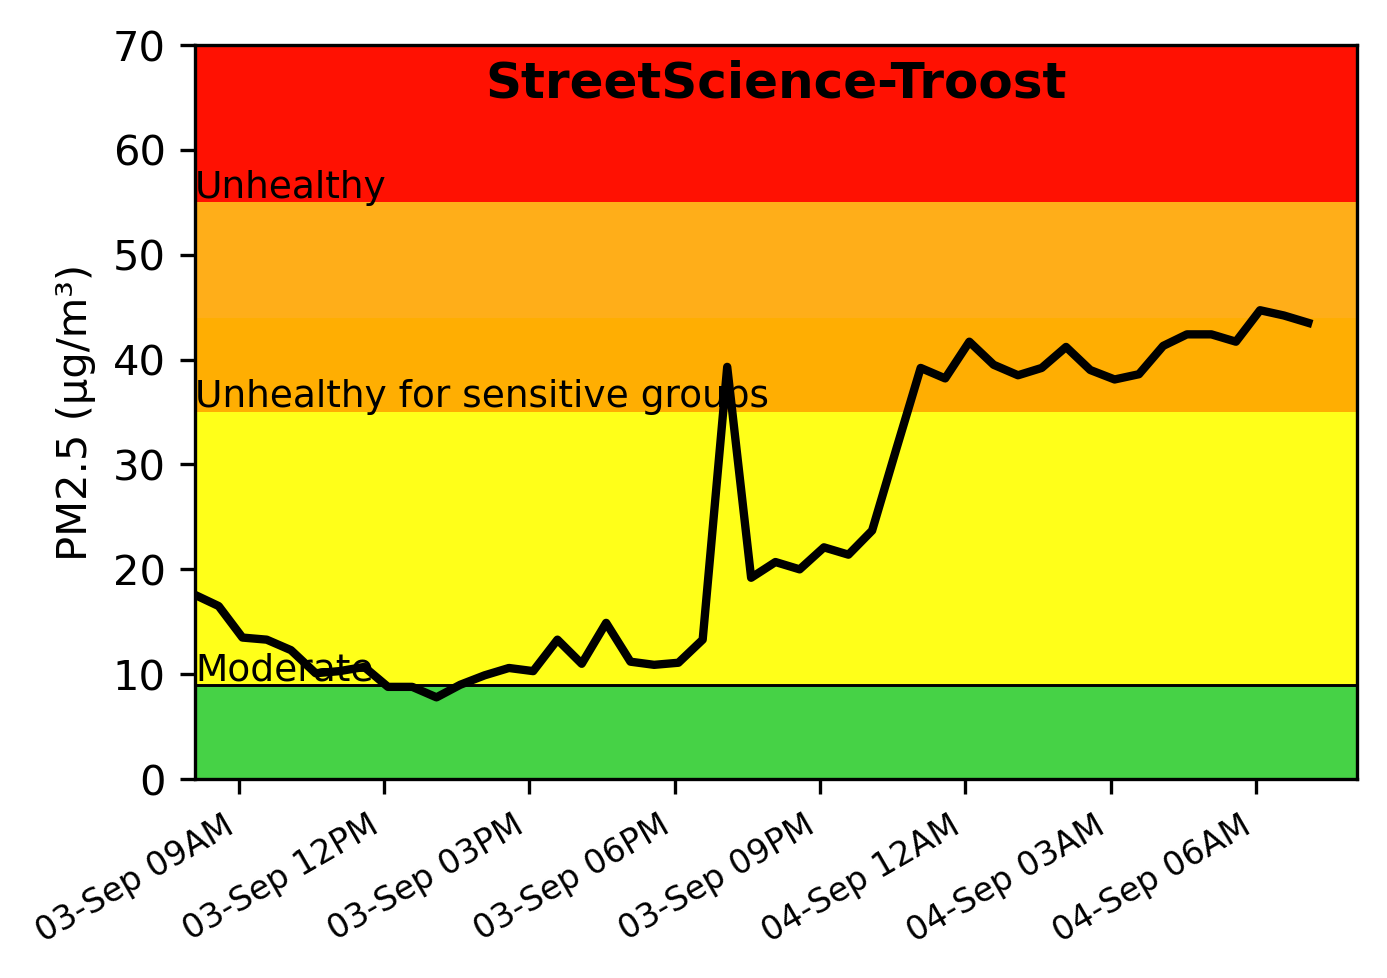 StreetScience-Troost
PM2.5 (μg/m³)
70
60
50
40
30
20
10
0
Unhealthy
Unhealthy for sensitive groups
Moderate
03-Sep 09AM
03-Sep 12PM
03-Sep 03PM
03-Sep 06PM
03-Sep 09PM
04-Sep 12AM
04-Sep 03AM
04-Sep 06AM